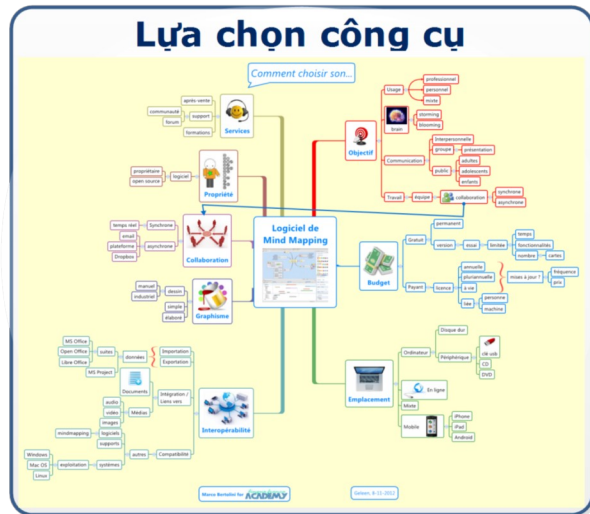 Lựa chọn công cụ
Comment choisir son...
Logiciel de
Mind Mapping
Services
après-vente
support
communauté
forum
formations
Propriété
logiciel
propriétaire
open source
Collaboration
Synchrone
temps réel
asynchrone
email
plateforme
Dropbox
Graphisme
dessin
manuel
industriel
simple
élaboré
Interopérabilité
Importation
Exportation
données
suites
MS Office
Open Office
Libre Office
MS Project
Intégration /
Liens vers
Documents
Médias
audio
vidéo
images
Compatibilité
autres
logiciels
mindmapping
supports
systèmes
exploitation
Windows
Mac OS
Linux
Objectif
Usage
professionnel
personnel
mixte
brain
storming
blooming
Communication
Interpersonnelle
groupe
présentation
public
adultes
adolescents
enfants
Travail
équipe
collaboration
synchrone
asynchrone
Budget
Gratuit
permanent
version
essai
limitée
temps
fonctionnalités
nombre
cartes
Payant
licence
annuelle
pluriannuelle
à vie
liée
personne
machine
mises à jour ?
fréquence
prix
Emplacement
Ordinateur
Disque dur
Périphérique
clé usb
CD
DVD
En ligne
Mixte
Mobile
iPhone
iPad
Android
Marco Bertolini for
ACADEMY